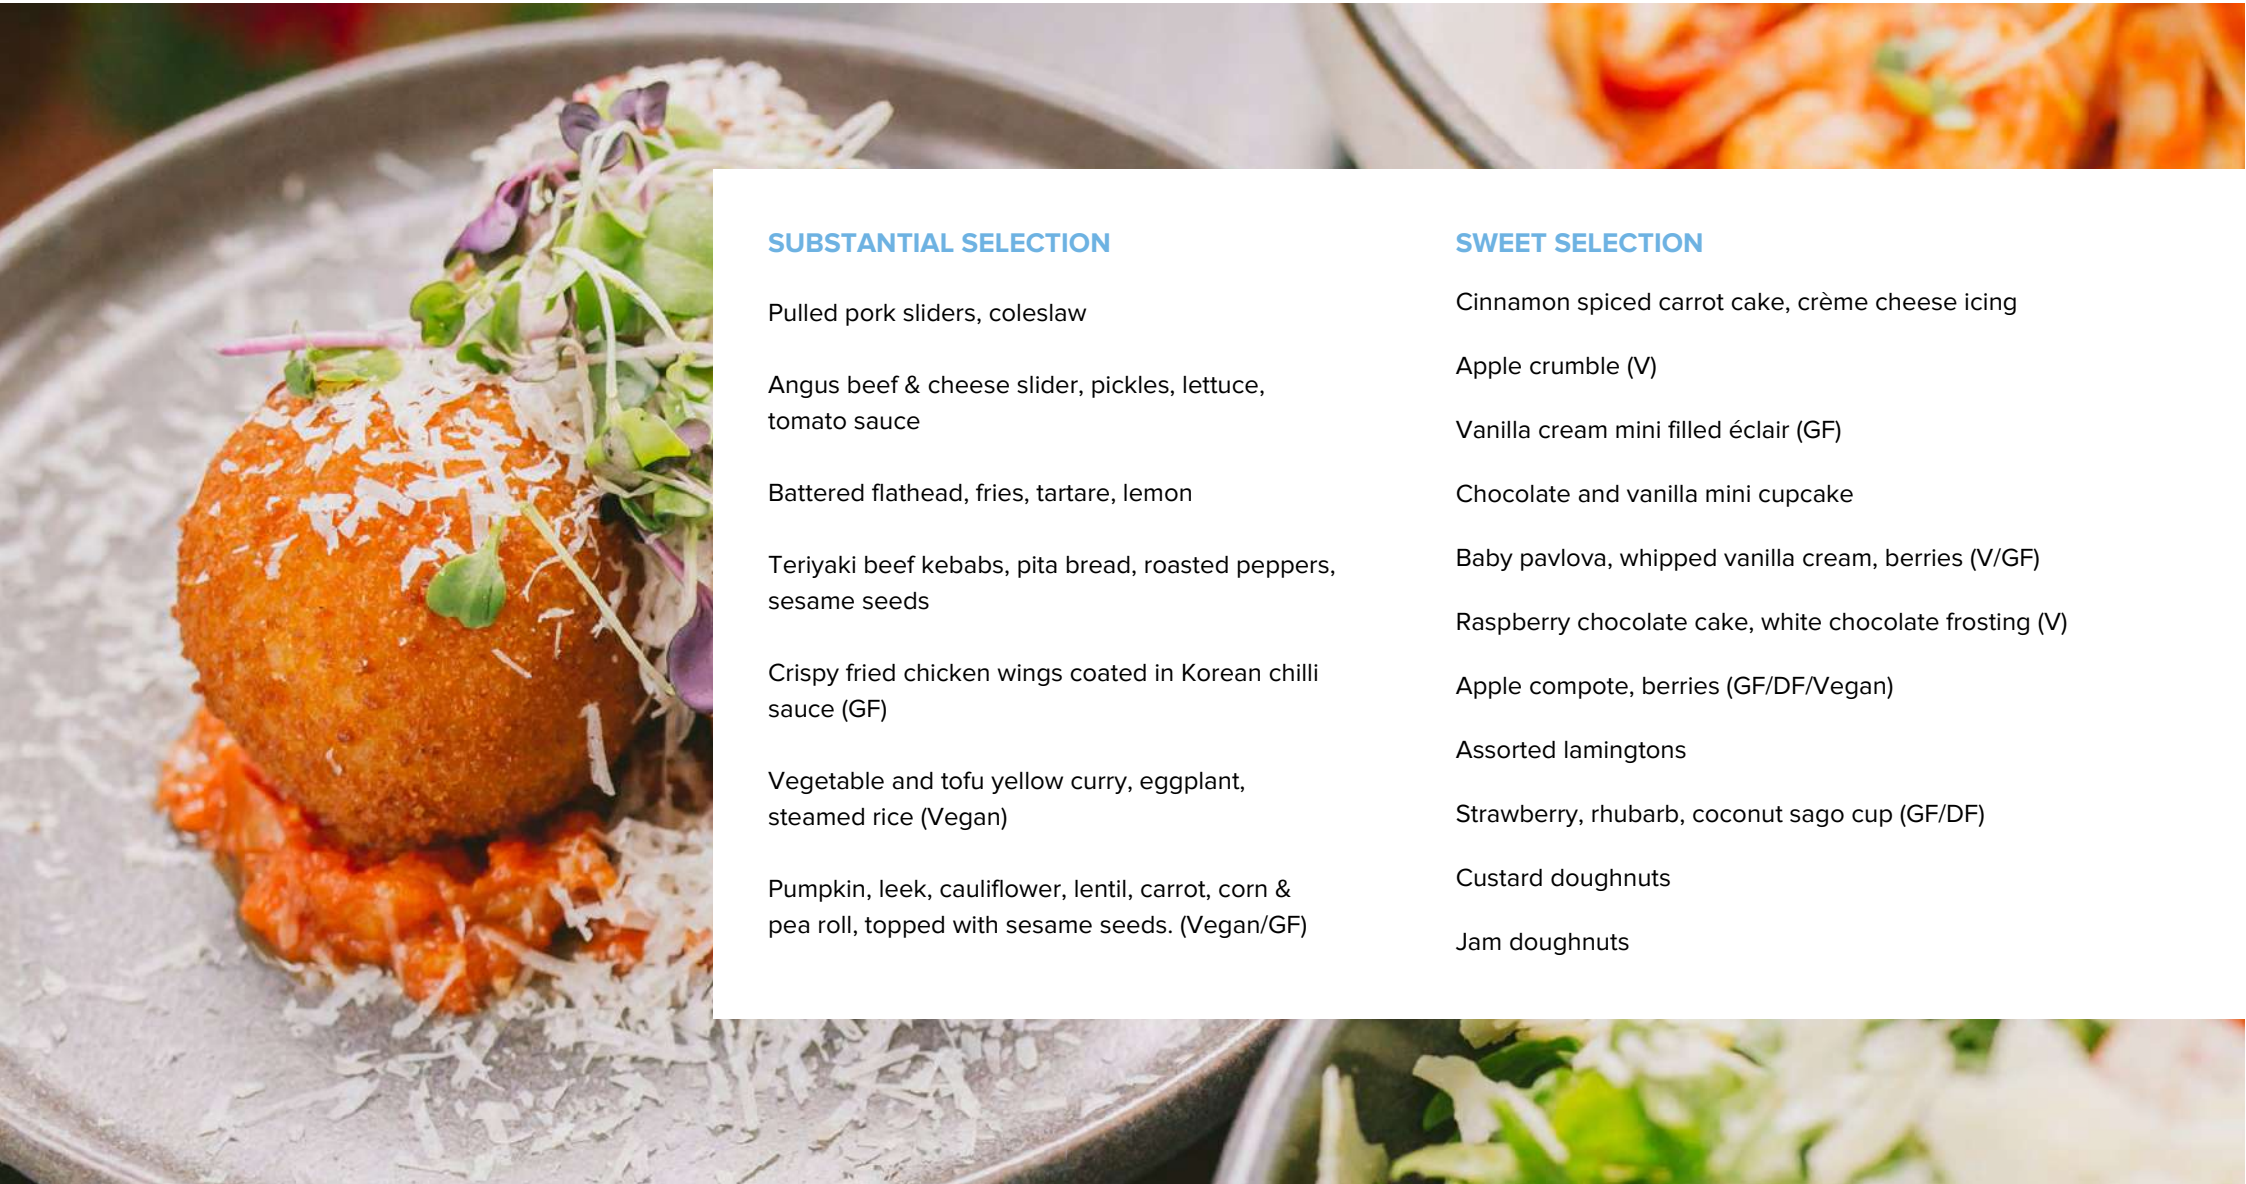 SUBSTANTIAL SELECTION
Pulled pork sliders, coleslaw
Angus beef & cheese slider, pickles, lettuce,
tomato sauce
Battered flathead, fries, tartare, lemon
Teriyaki beef kebabs, pita bread, roasted peppers,
sesame seeds
Crispy fried chicken wings coated in Korean chilli
sauce (GF)
Vegetable and tofu yellow curry, eggplant,
steamed rice (Vegan)
Pumpkin, leek, cauliflower, lentil, carrot, corn &
pea roll, topped with sesame seeds. (Vegan/GF)
SWEET SELECTION
Cinnamon spiced carrot cake, crème cheese icing
Apple crumble (V)
Vanilla cream mini filled éclair (GF)
Chocolate and vanilla mini cupcake
Baby pavlova, whipped vanilla cream, berries (V/GF)
Raspberry chocolate cake, white chocolate frosting (V)
Apple compote, berries (GF/DF/Vegan)
Assorted lamingtons
Strawberry, rhubarb, coconut sago cup (GF/DF)
Custard doughnuts
Jam doughnuts